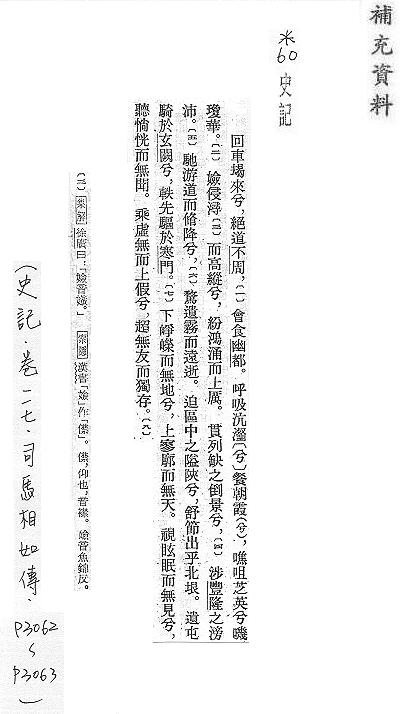 補充資料
※60 史記
回車朅來兮,絕道不周,〔一〕會食幽都。呼吸沆瀣〔兮〕餐朝霞(兮),噍咀芝英兮嘰
瓊華。〔二〕嬐侵潯〔三〕而高縱兮,紛鴻涌而上厲。貫列缺之倒景兮,〔四〕涉豐隆之滂
沛。〔五〕馳游道而脩降兮,〔六〕騖遺霧而遠逝。迫區中之隘陝兮,舒節出乎北垠。遺屯
騎於玄闕兮,軼先驅於寒門。〔七〕下崢嶸而無地兮,上寥廓而無天。視眩眠而無見兮,
聽惝恍而無聞。乘虛無而上假兮,超無友而獨存。〔八〕
〔三〕集解徐廣曰:「嬐音孅。」 索隱漢書「嬐」作「僸」。僸,仰也,音襟。嬐音魚錦反。
(史記.卷一二七.司馬相如傳.
P3062
~
P3063
)